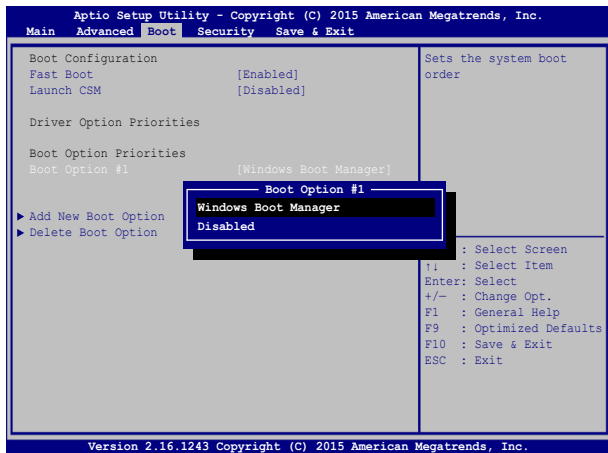 Aptio Setup Utility - Copyright (C) 2015 American Megatrends, Inc.
Main Advanced Boot Security Save & Exit
Boot Configuration
Fast Boot [Enabled]
Launch CSM [Disabled]
Driver Option Priorities
Boot Option Priorities
Boot Option #1 [Windows Boot Manager]
Add New Boot Option
Delete Boot Option
Boot Option #1
Windows Boot Manager
Disabled
Sets the system boot
order
: Select Screen
↑↓ : Select Item
Enter: Select
+/— : Change Opt.
F1 : General Help
F9 : Optimized Defaults
F10 : Save & Exit
ESC : Exit
Version 2.16.1243 Copyright (C) 2015 American Megatrends, Inc.